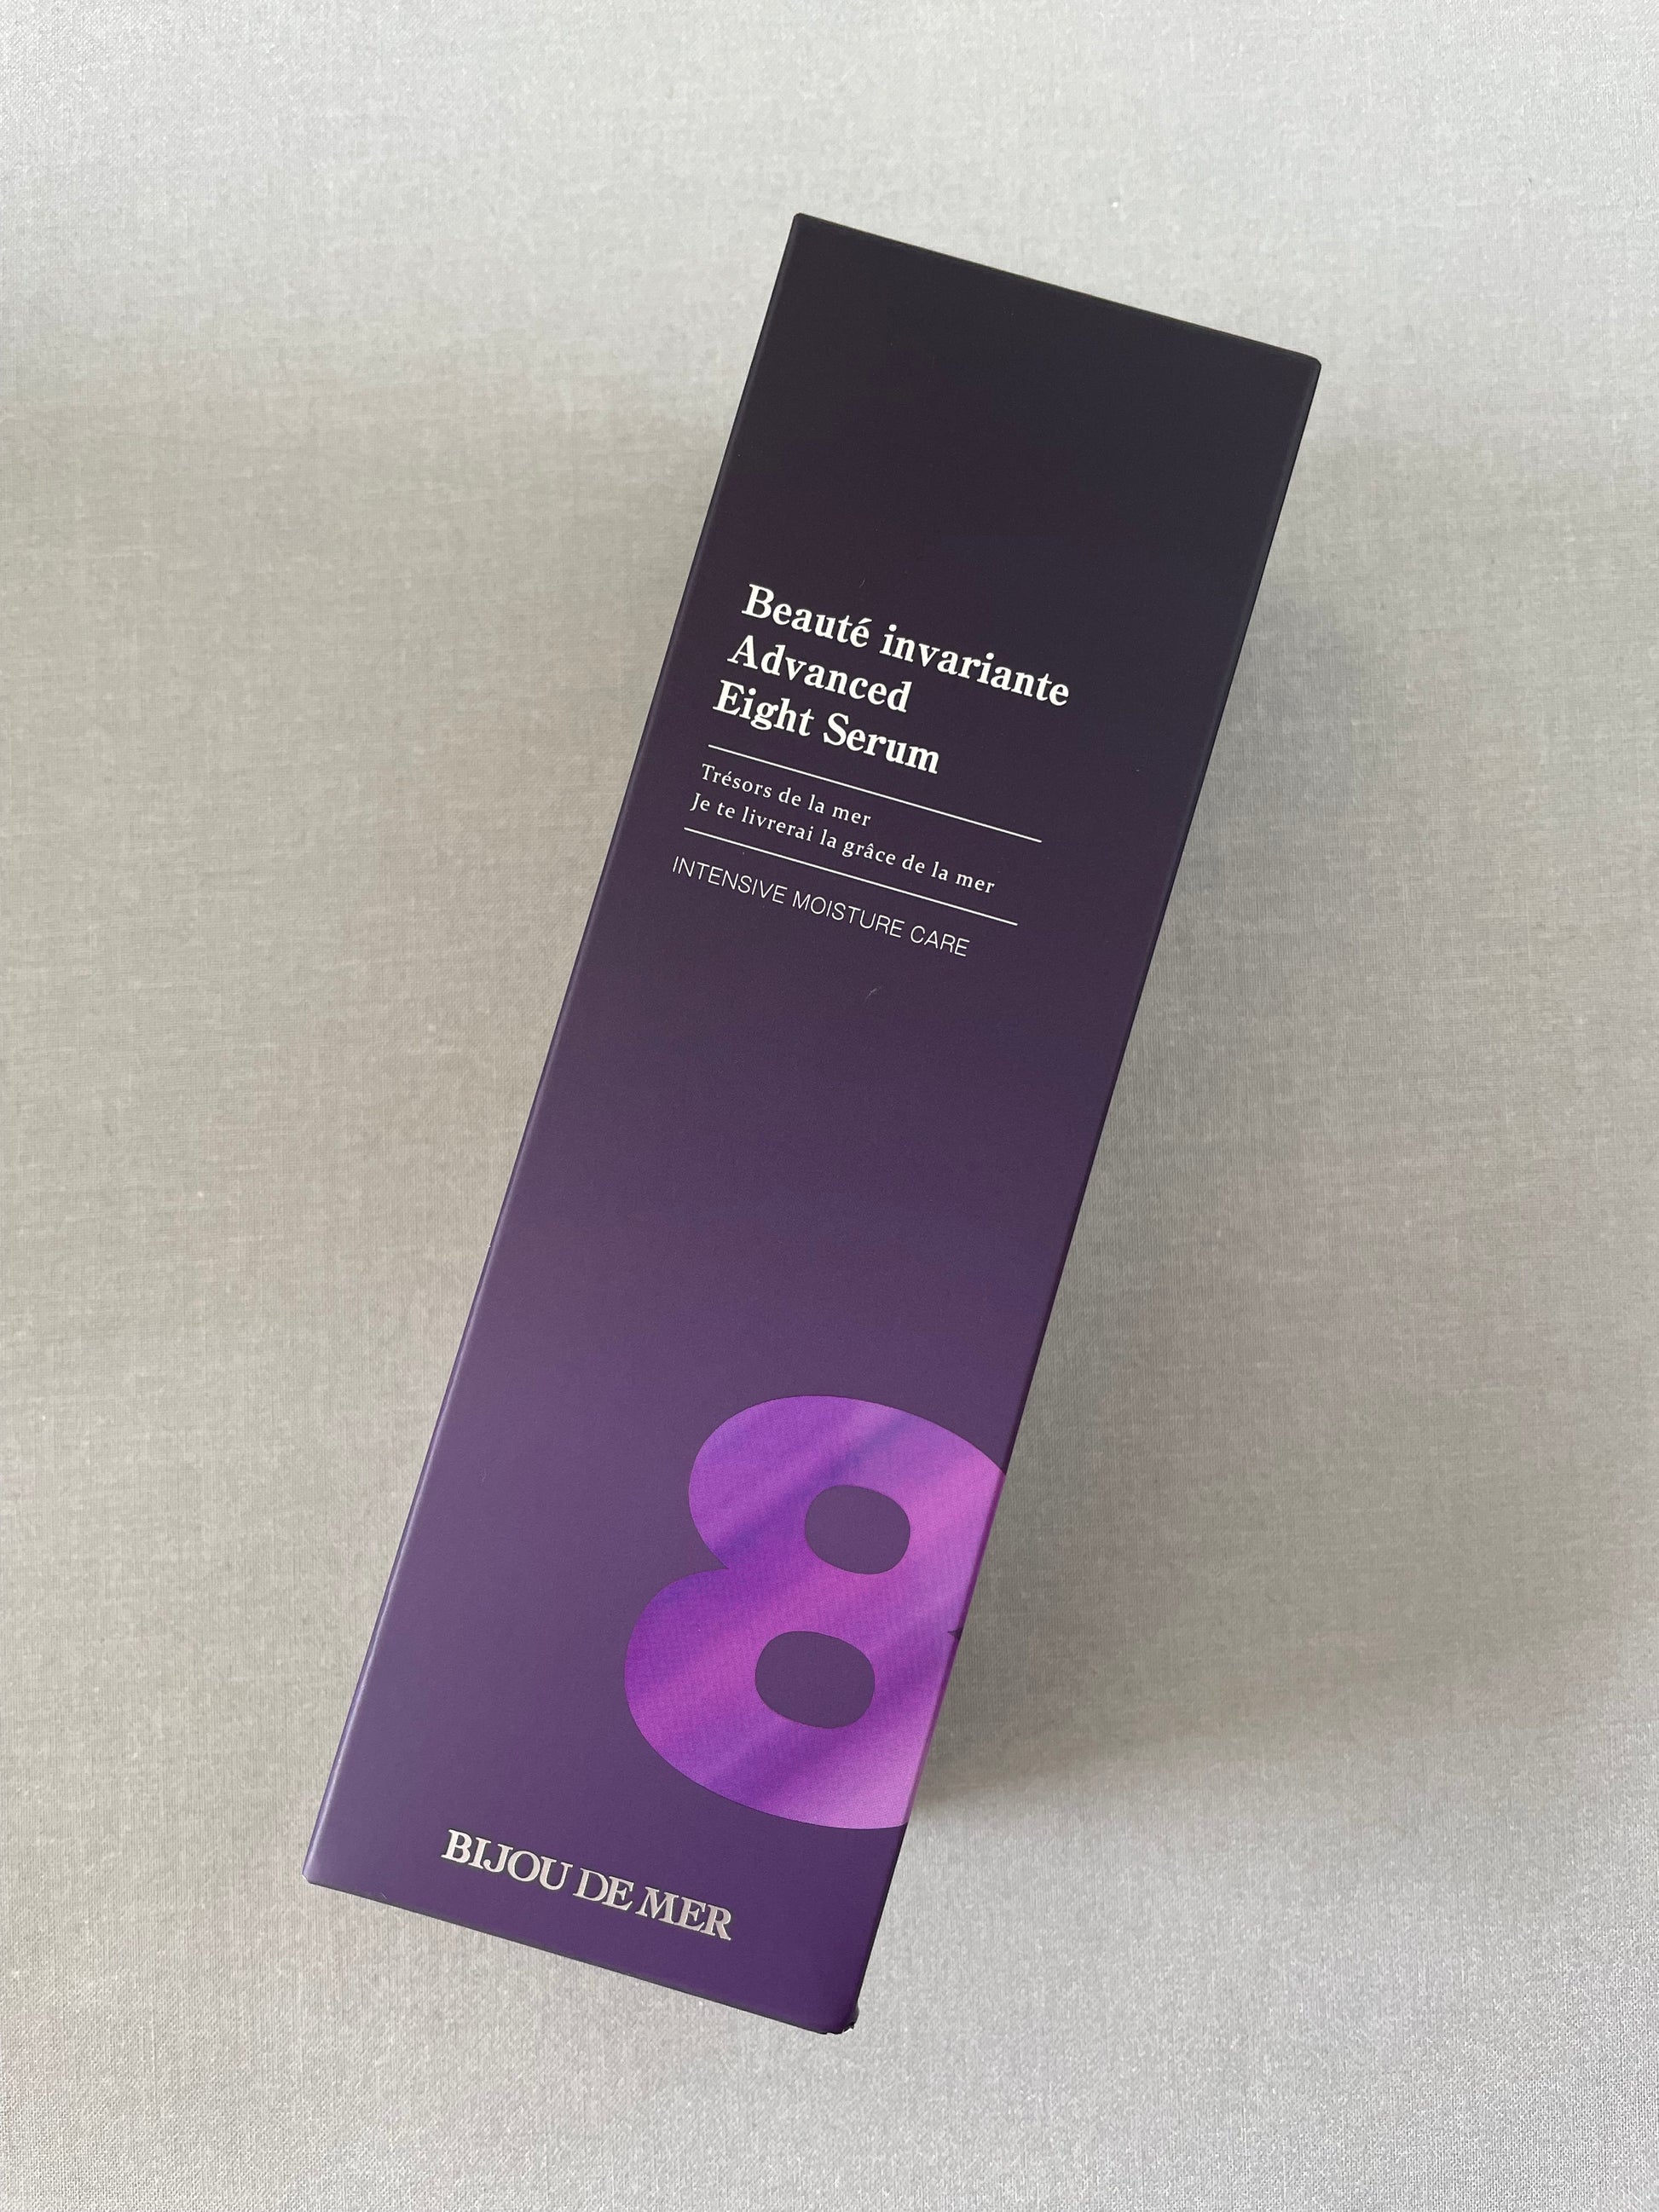 Beauté invariante
Advanced
Eight Serum
Trésors de la mer
Je te livrerai la grâce de la mer
INTENSIVE MOISTURE CARE
8
BIJOU DE MER